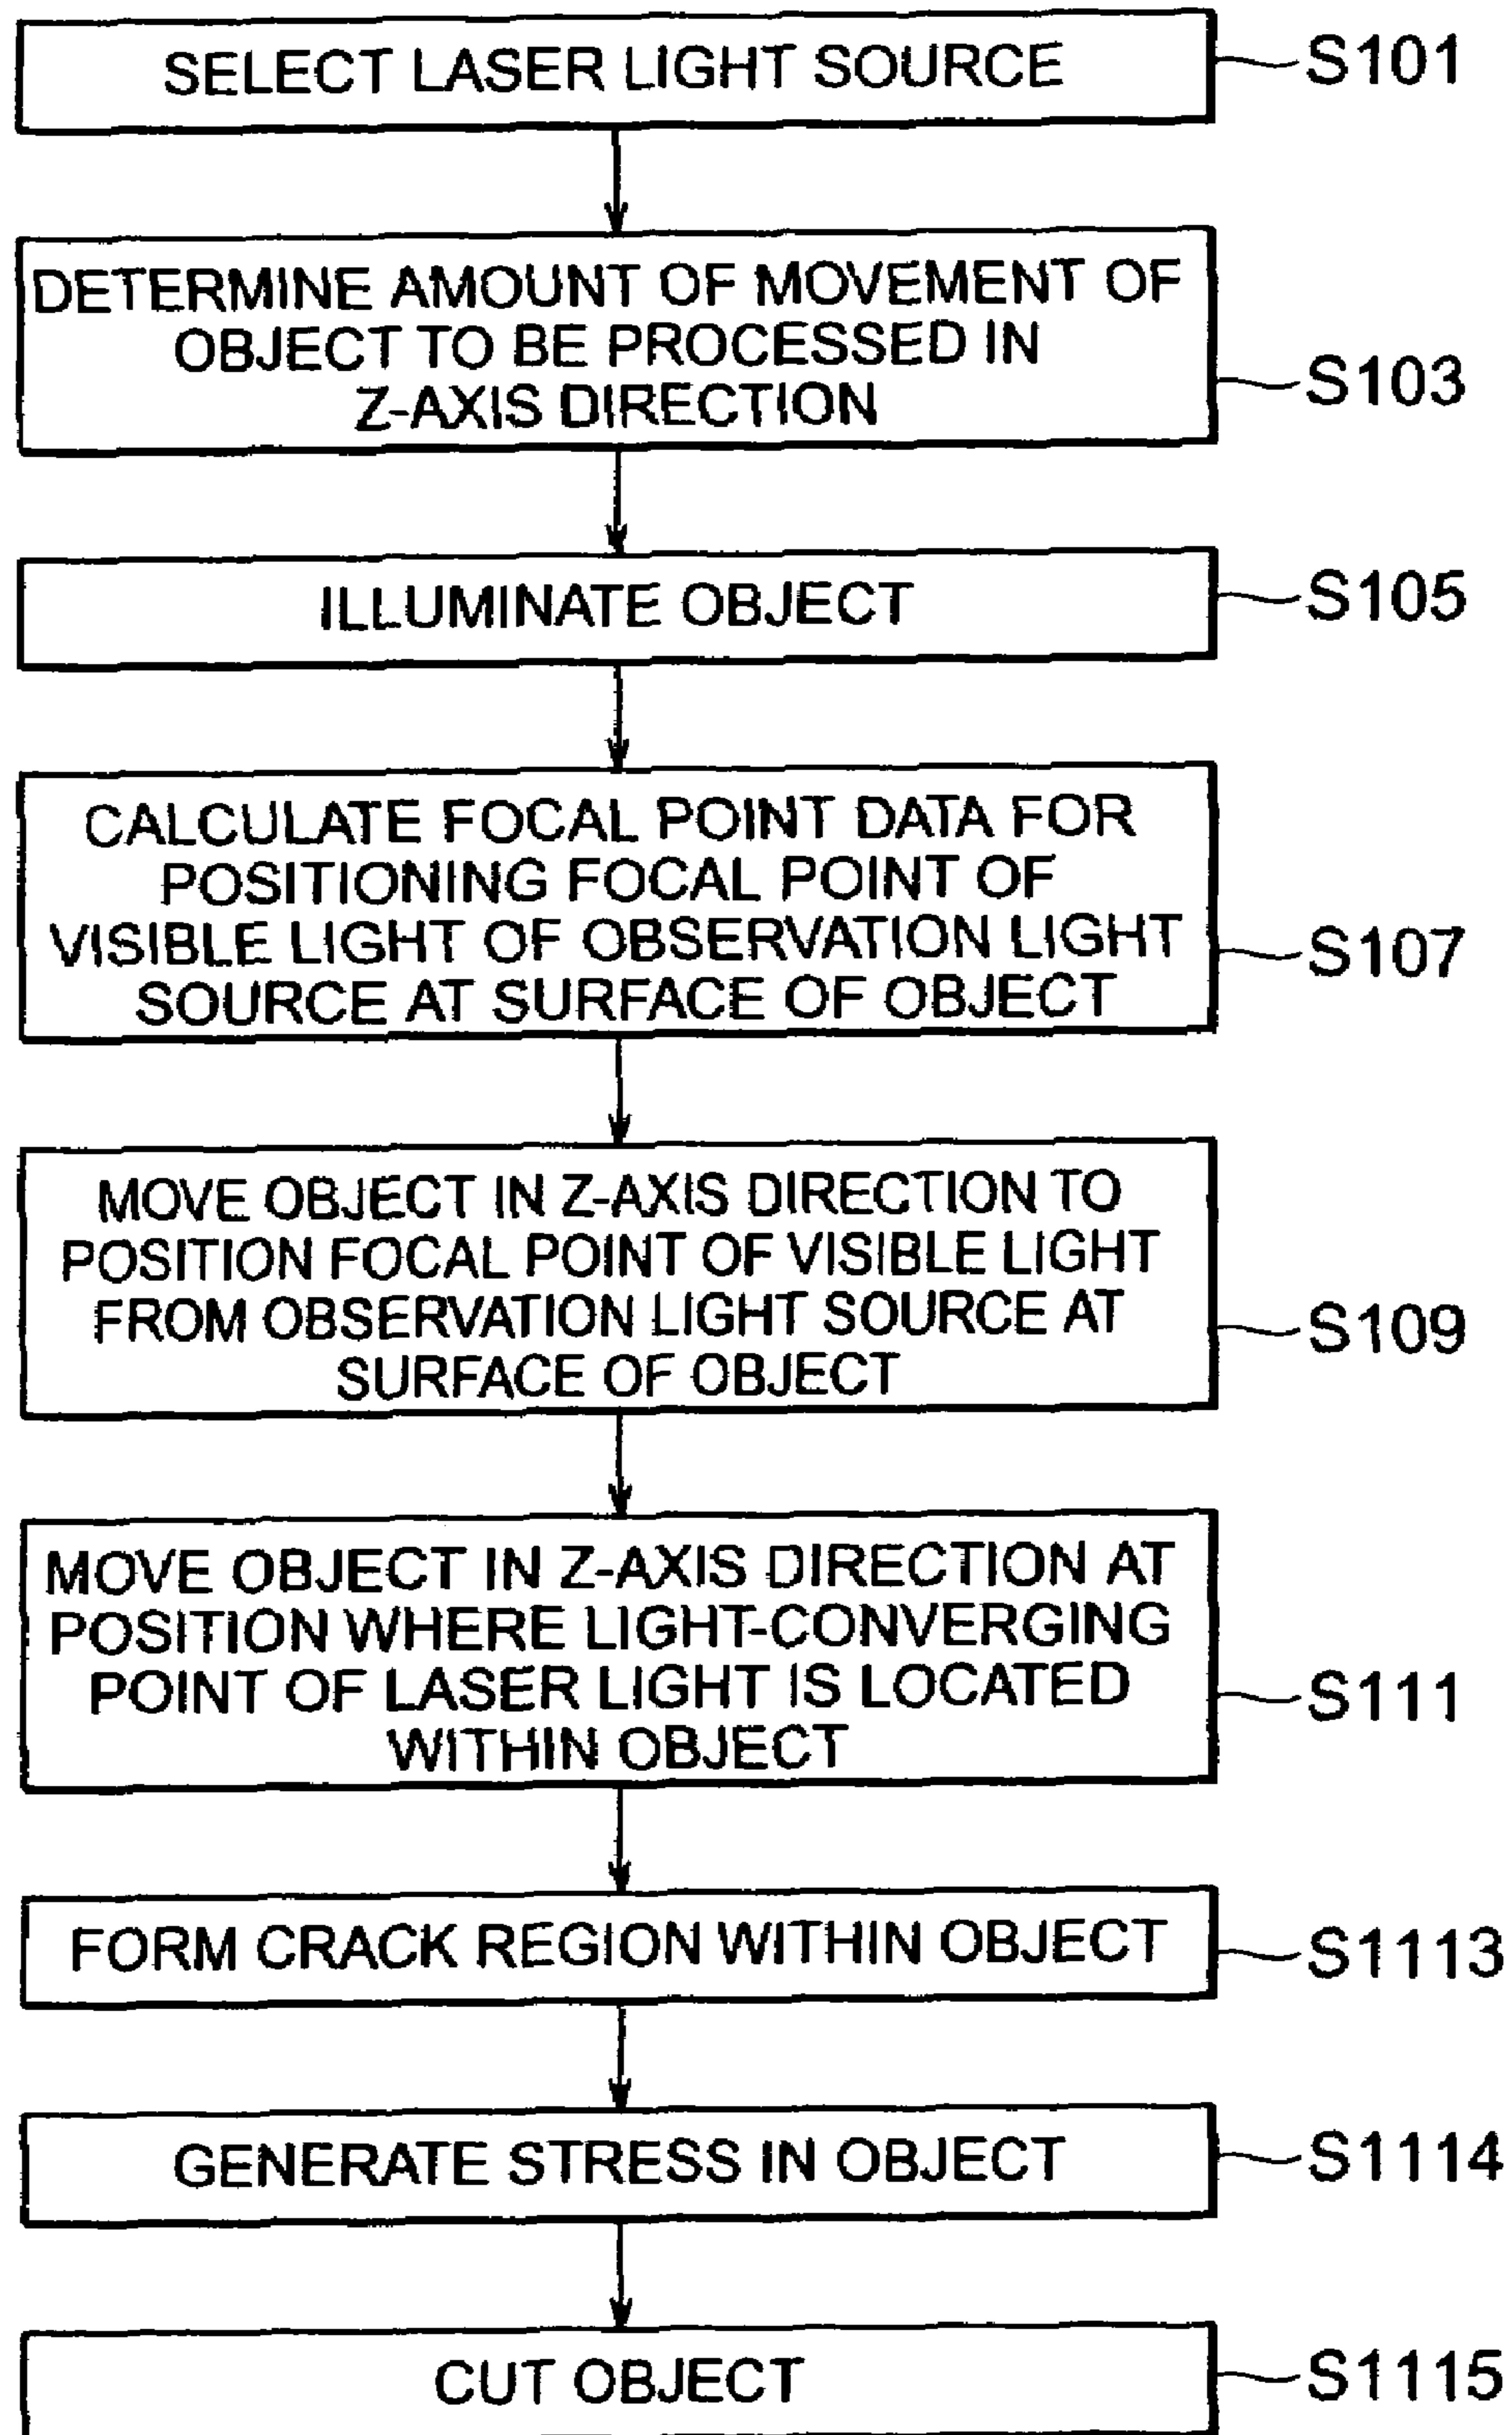 SELECT LASER LIGHT SOURCE
S101
DETERMINE AMOUNT OF MOVEMENT OF
OBJECT TO BE PROCESSED IN
Z-AXIS DIRECTION
S103
ILLUMINATE OBJECT
S105
CALCULATE FOCAL POINT DATA FOR
POSITIONING FOCAL POINT OF
VISIBLE LIGHT OF OBSERVATION LIGHT
SOURCE AT SURFACE OF OBJECT
S107
MOVE OBJECT IN Z-AXIS DIRECTION TO
POSITION FOCAL POINT OF VISIBLE LIGHT
FROM OBSERVATION LIGHT SOURCE AT
SURFACE OF OBJECT
S109
MOVE OBJECT IN Z-AXIS DIRECTION AT
POSITION WHERE LIGHT-CONVERGING
POINT OF LASER LIGHT IS LOCATED
WITHIN OBJECT
S111
FORM CRACK REGION WITHIN OBJECT
S1113
GENERATE STRESS IN OBJECT
S1114
CUT OBJECT
S1115